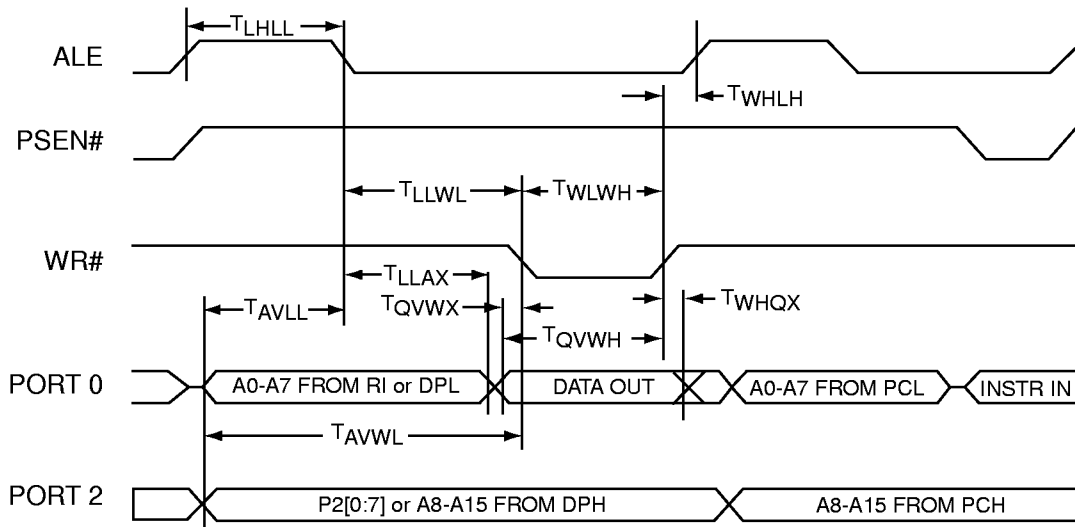 TLHLL
ALE
TWHLH
PSEN#
TLLWL
TWLWH
WR#
TLLAX
TAVLL
TQVWX
TWHQX
TQVWH
PORT 0
A0-A7 FROM RI or DPL
DATA OUT
A0-A7 FROM PCL
INSTR IN
TAVWL
PORT 2
P2[0:7] or A8-A15 FROM DPH
A8-A15 FROM PCH